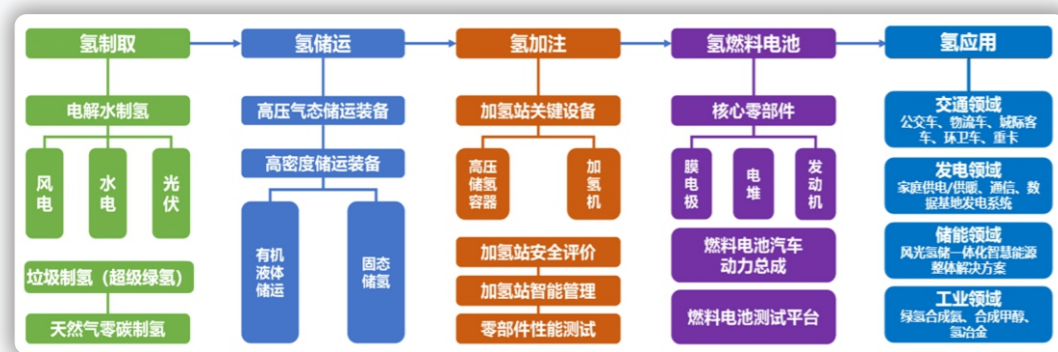 氢制取
电解水制氢
风电
水电
光伏
垃圾制氢（超级绿氢）
天然气零碳制氢
氢储运
高压气态储运装备
高密度储运装备
有机
液体
储运
固态
储氢
氢加注
加氢站关键设备
高压
储氢
容器
加氢机
加氢站安全评价
加氢站智能管理
零部件性能测试
氢燃料电池
核心零部件
膜电极
电堆
发动机
燃料电池汽车
动力总成
燃料电池测试平台
氢应用
交通领域
公交车、物流车、城际客
车、环卫车、重卡
发电领域
家庭供电/供暖、通信、数
据基地发电系统
储能领域
风光氢储一体化智慧能源
整体解决方案
工业领域
绿氢合成氨、合成甲醇、
氢冶金